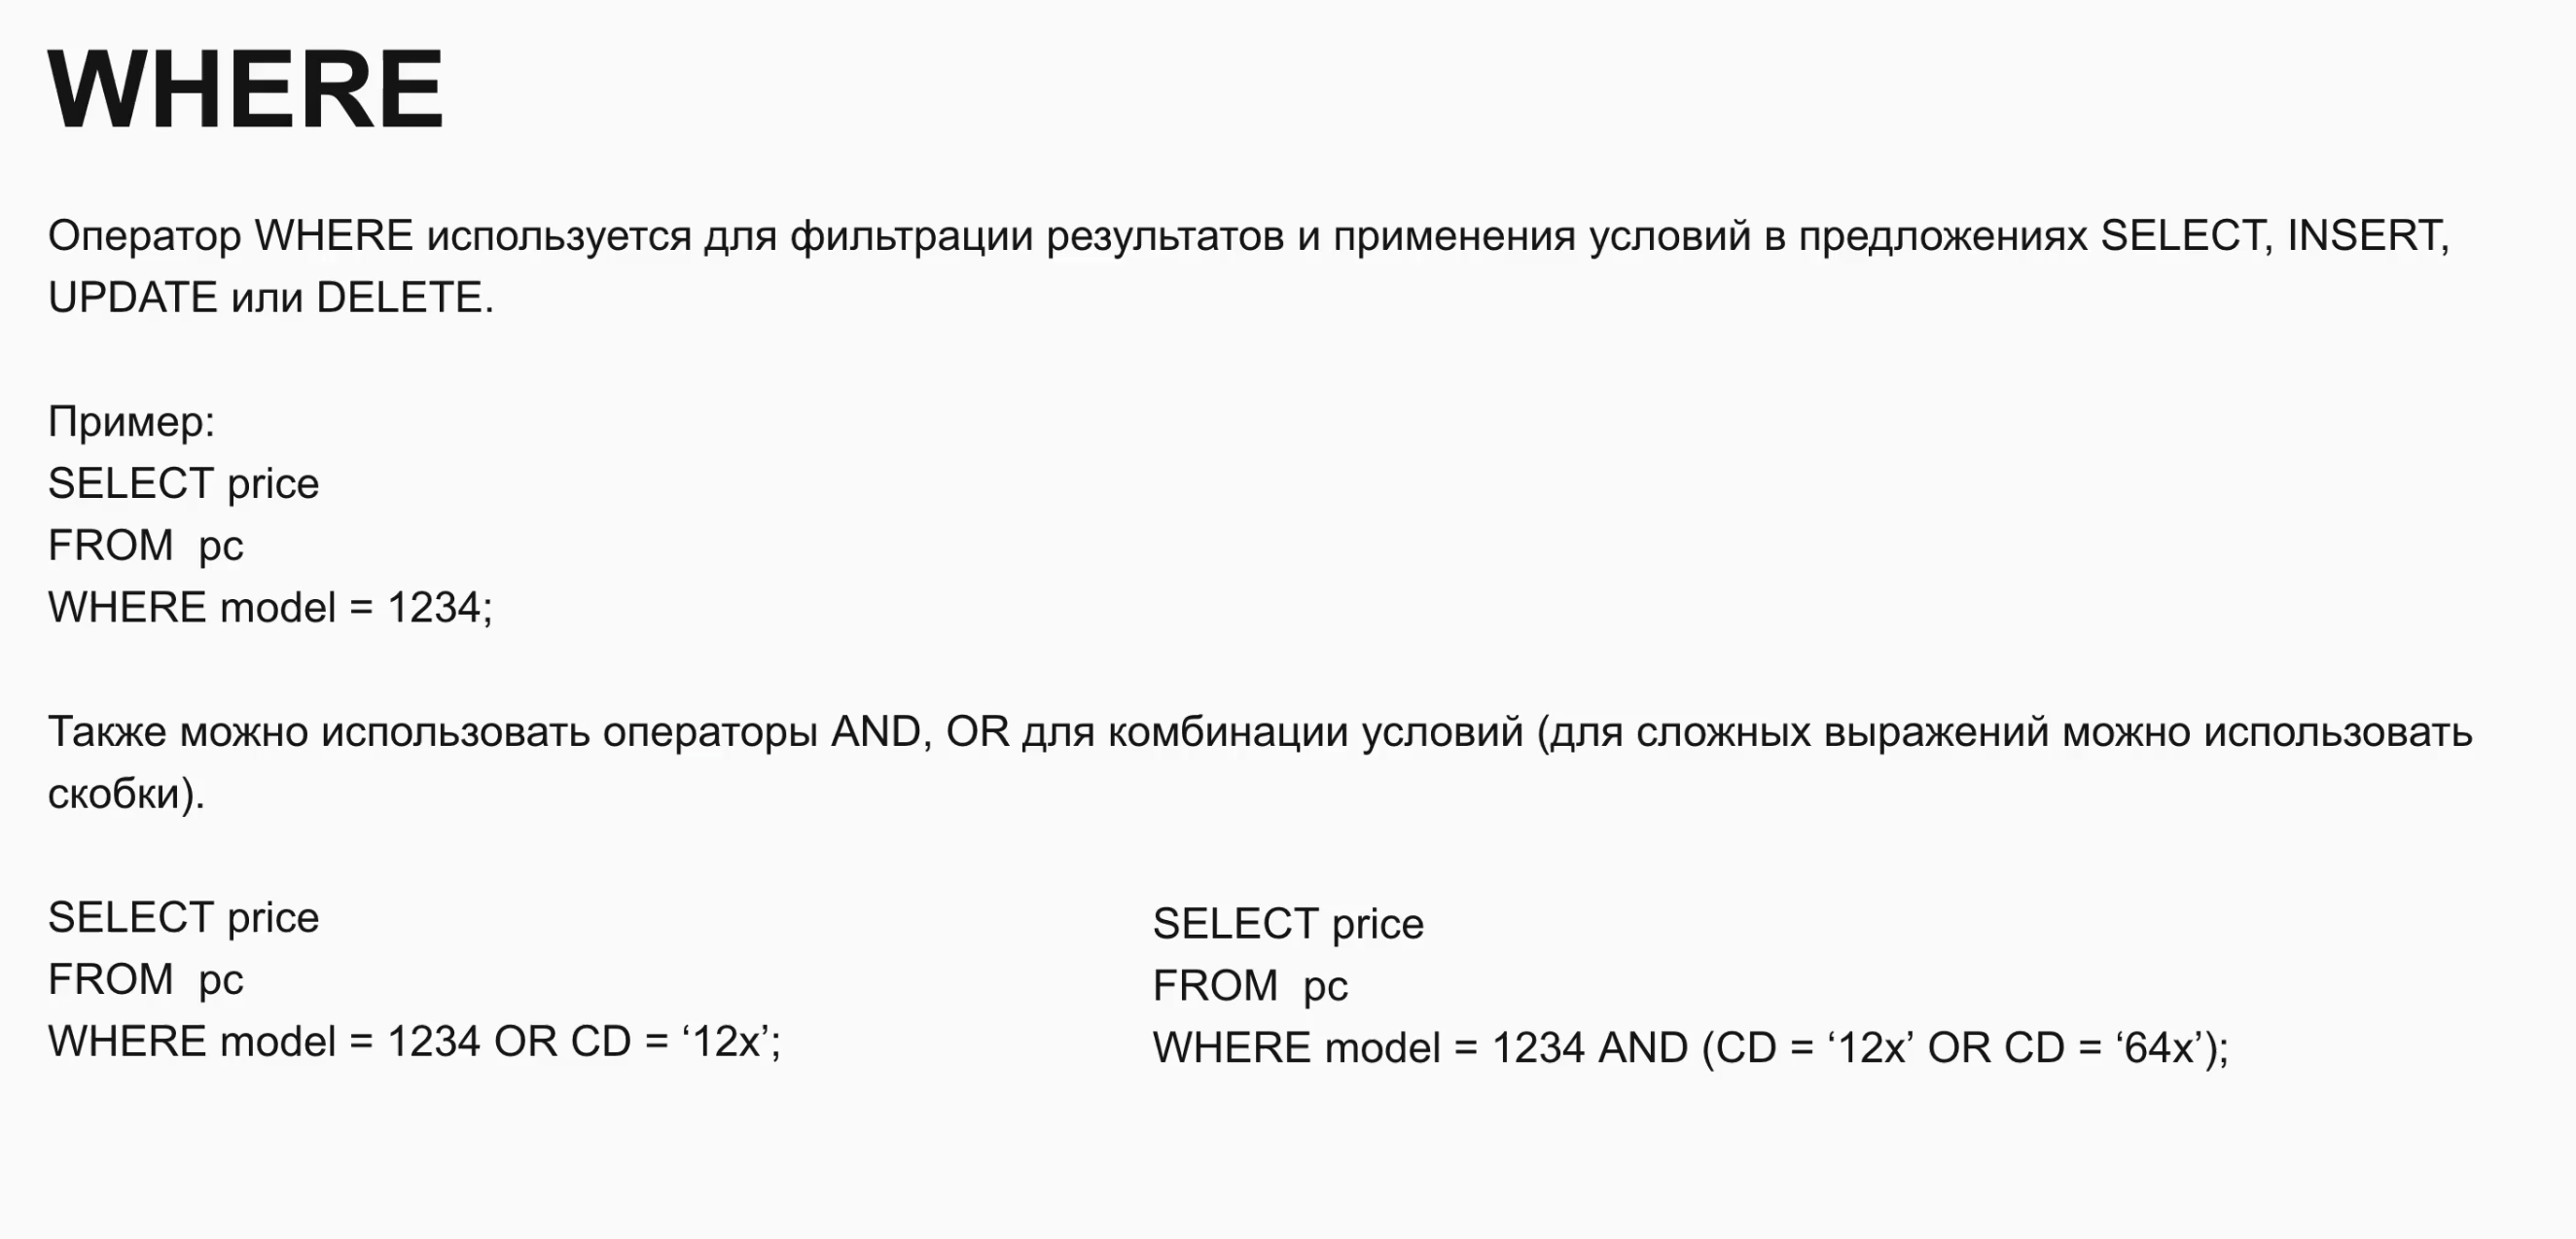 WHERE
Оператор WHERE используется для фильтрации результатов и применения условий в предложениях SELECT, INSERT,
UPDATE или DELETE.
Пример:
SELECT price
FROM  pc
WHERE model = 1234;
Также можно использовать операторы AND, OR для комбинации условий (для сложных выражений можно использовать
скобки).
SELECT price
FROM  pc
WHERE model = 1234 OR CD = ‘12x’;
SELECT price
FROM  pc
WHERE model = 1234 AND (CD = ‘12x’ OR CD = ‘64x’);